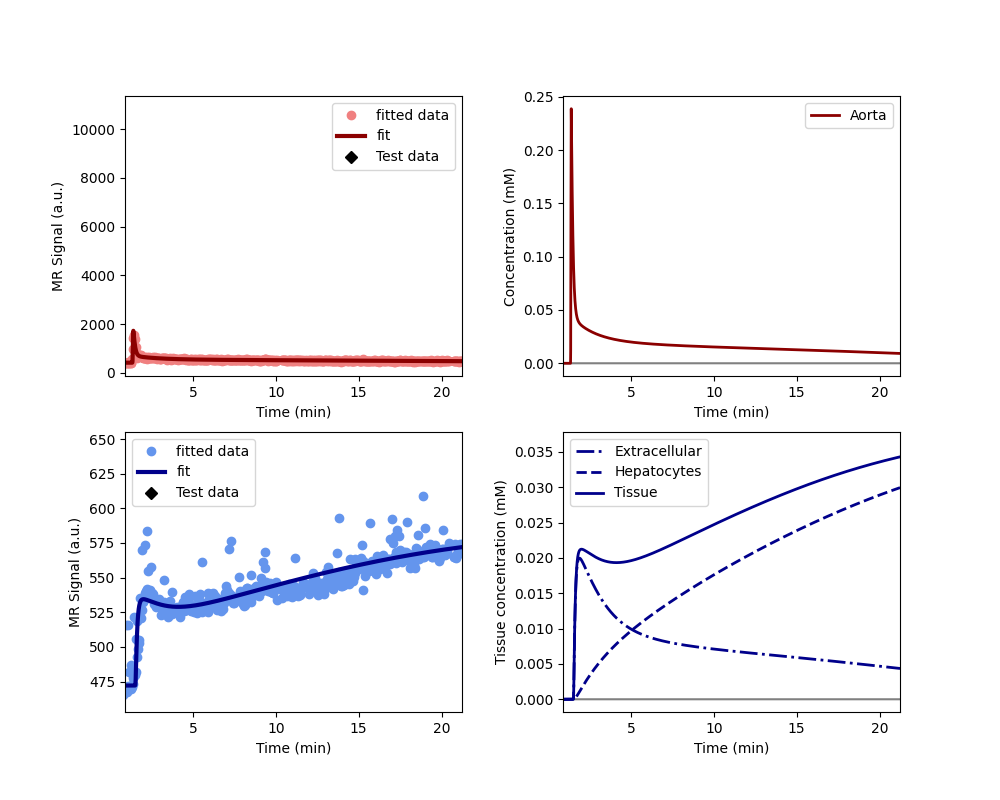 10000
8000
6000
4000
2000
0
MR Signal (a.u.)
fitted data
fit
Test data
5
10
15
20
Time (min)
0.25
0.20
0.15
0.10
0.05
0.00
Concentration (mM)
Aorta
5
10
15
20
Time (min)
650
625
600
575
550
525
500
475
MR Signal (a.u.)
fitted data
fit
Test data
5
10
15
20
Time (min)
0.035
0.030
0.025
0.020
0.015
0.010
0.005
0.000
Tissue concentration (mM)
Extracellular
Hepatocytes
Tissue
5
10
15
20
Time (min)